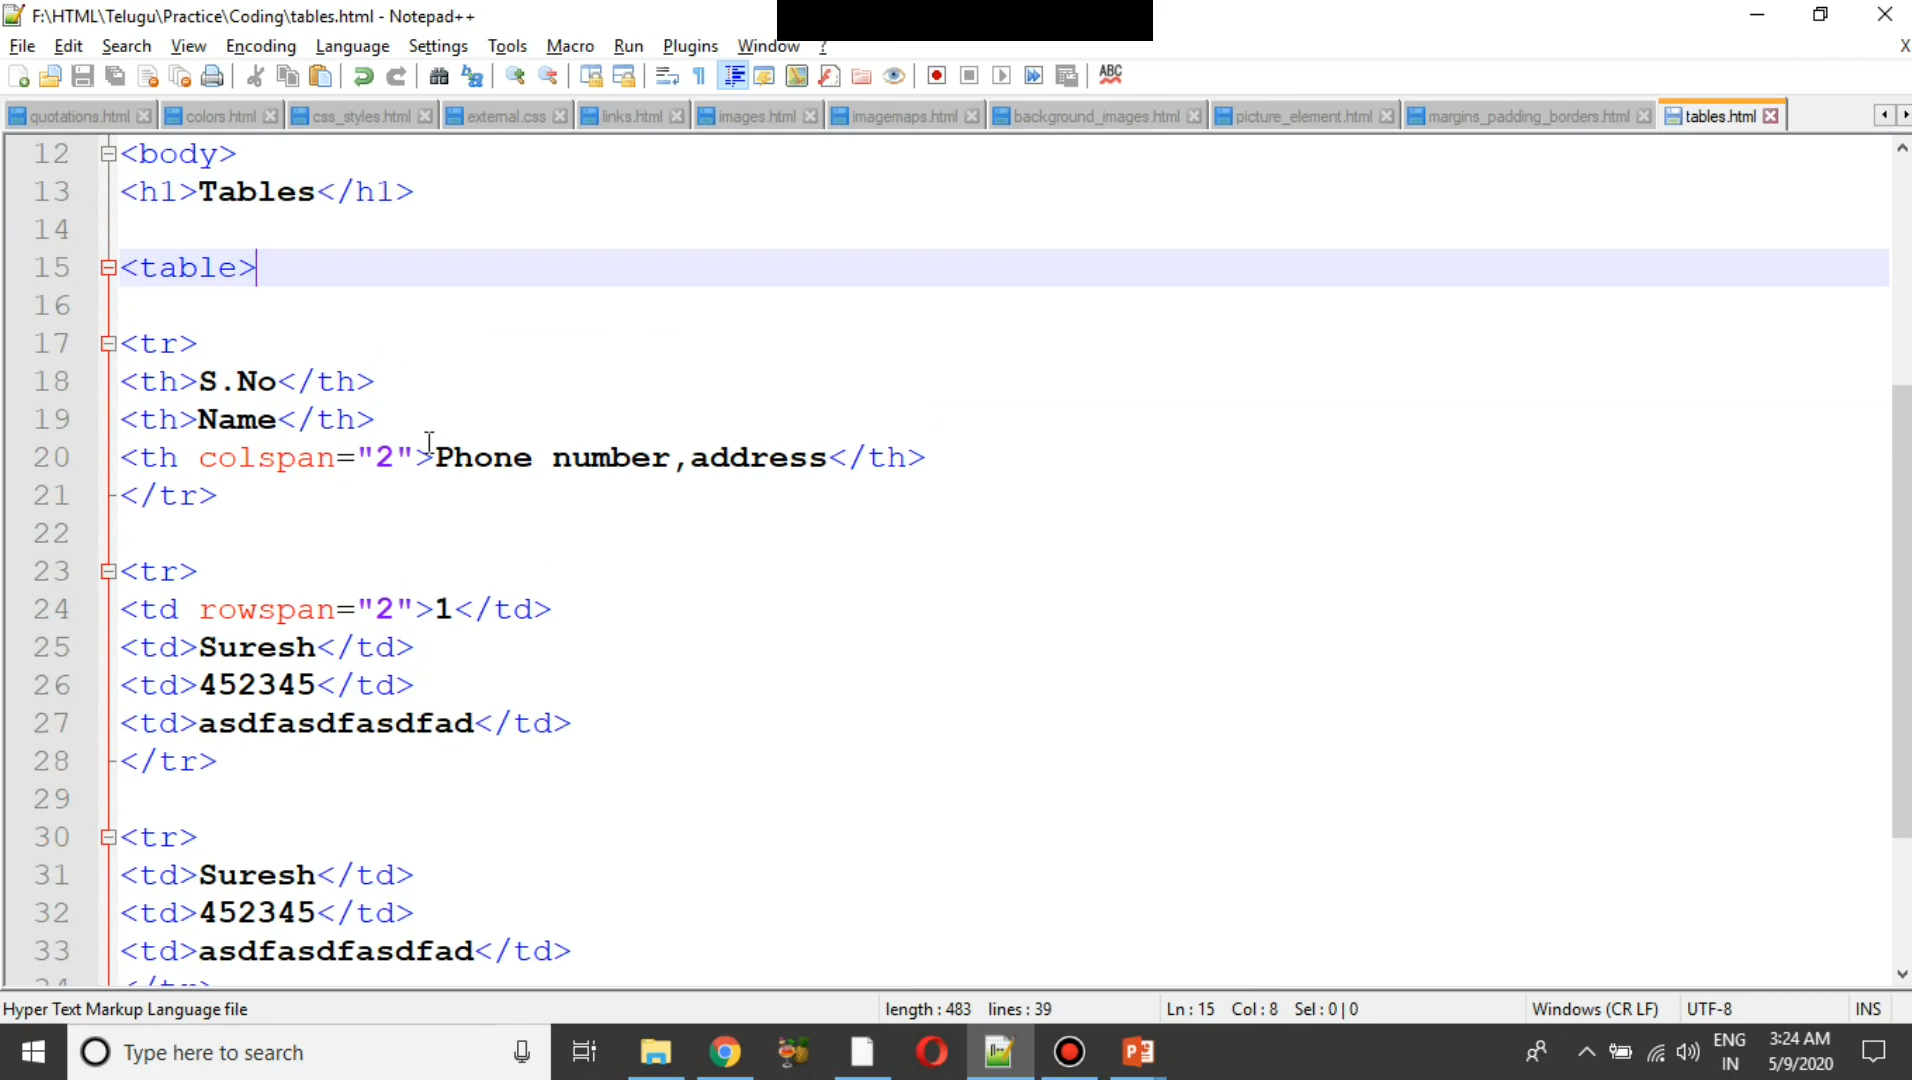 F:\HTML\Telugu\Practice\Coding\tables.html - Notepad++
File Edit Search View Encoding Language Settings Tools Macro Run Plugins Window ?
X
ABC
quotations.html colors.html css_styles.html external.css links.html images.html imagemaps.html background_images.html picture_element.html margins_padding_borders.html tables.html
12 <body>
13 <h1>Tables</h1>
14
15 <table>
16
17 <tr>
18 <th>S.No</th>
19 <th>Name</th>
20 <th colspan="2">Phone number,address</th>
21 </tr>
22
23 <tr>
24 <td rowspan="2">1</td>
25 <td>Suresh</td>
26 <td>452345</td>
27 <td>asdfasdfasdfad</td>
28 </tr>
29
30 <tr>
31 <td>Suresh</td>
32 <td>452345</td>
33 <td>asdfasdfasdfad</td>
34 </tr>
Hyper Text Markup Language file length : 483 lines : 39 Ln : 15 Col : 8 Sel : 0 | 0 Windows (CR LF) UTF-8 INS
Type here to search
ENG
IN
3:24 AM
5/9/2020